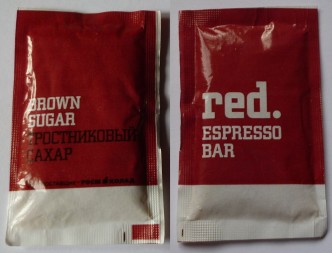 BROWN
SUGAR
ТРОСТНИКОВЫЙ
САХАР
red.
ESPRESSO
BAR